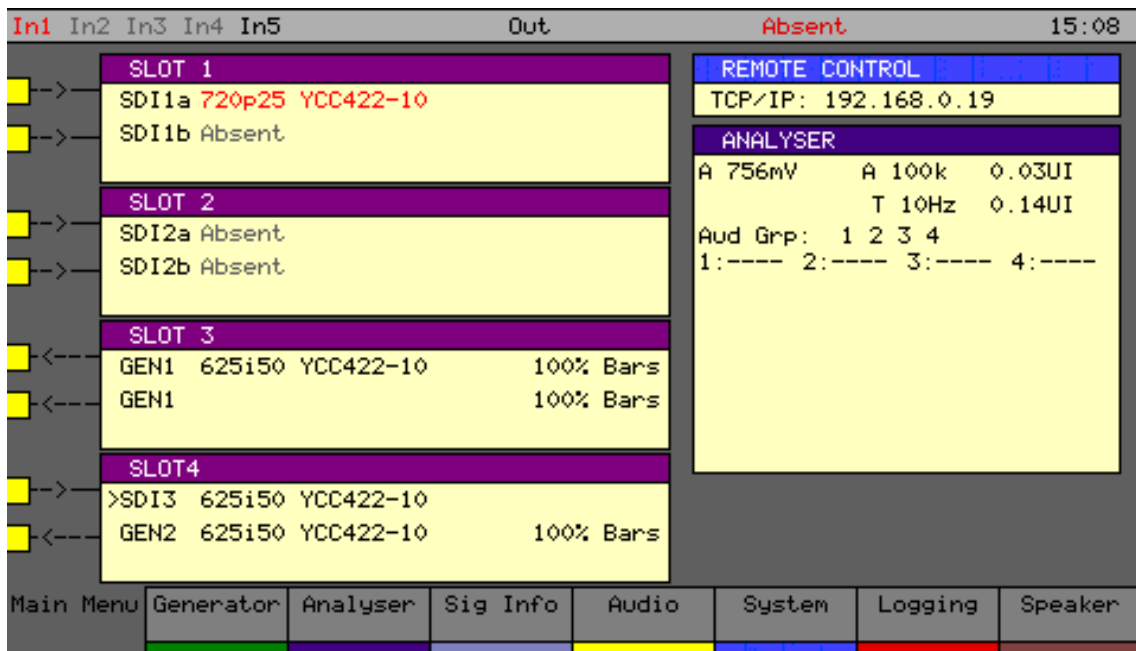 In1 In2 In3 In4 In5 Out Absent 15:08
SLOT 1
SDI1a 720p25 YCC422-10
SDI1b Absent
SLOT 2
SDI2a Absent
SDI2b Absent
SLOT 3
GEN1 625i50 YCC422-10 100% Bars
GEN1 100% Bars
SLOT4
>SDI3 625i50 YCC422-10
GEN2 625i50 YCC422-10 100% Bars
REMOTE CONTROL
TCP/IP: 192.168.0.19
ANALYSER
A 756mV A 100k 0.03UI
T 10Hz 0.14UI
Aud Grp: 1 2 3 4
1:---- 2:---- 3:---- 4:----
Main Menu Generator Analyser Sig Info Audio System Logging Speaker